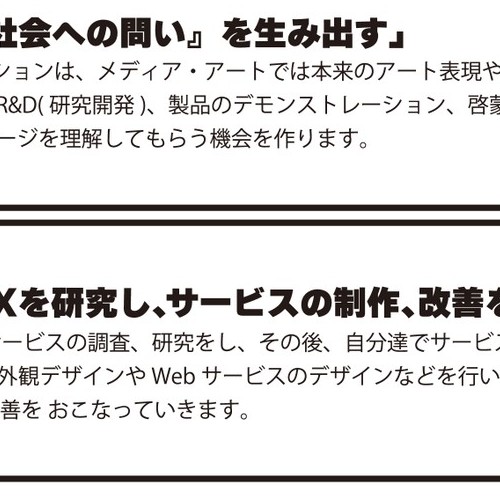 社会への問い』を生み出す」
ションは、メディア・アートでは本来のアート表現や
R&D( 研究開発 )、製品のデモンストレーション、啓蒙
ージを理解してもらう機会を作ります。
Xを研究し、サービスの制作、改善を
ービスの調査、研究をし、その後、自分達でサービス
外観デザインや Web サービスのデザインなどを行い
善を おこなっていきます。